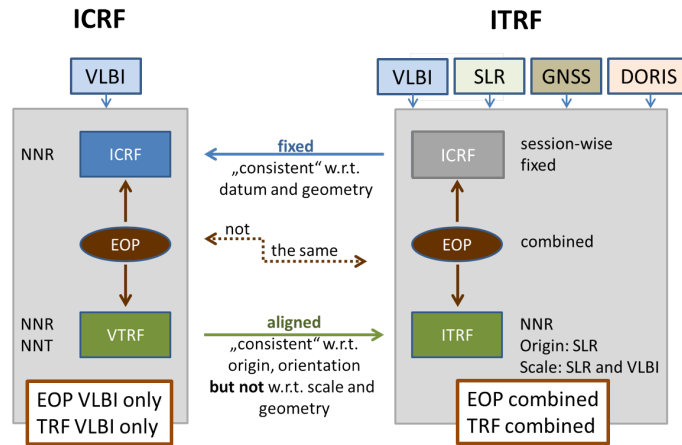 ICRF
ITRF
VLBI
VLBI
SLR
GNSS
DORIS
NNR
ICRF
fixed
„consistent“ w.r.t.
datum and geometry
ICRF
session-wise
fixed
EOP
not
the same
EOP
combined
NNR
NNT
VTRF
aligned
„consistent“ w.r.t.
origin, orientation
but not w.r.t. scale and
geometry
ITRF
NNR
Origin: SLR
Scale: SLR and VLBI
EOP VLBI only
TRF VLBI only
EOP combined
TRF combined